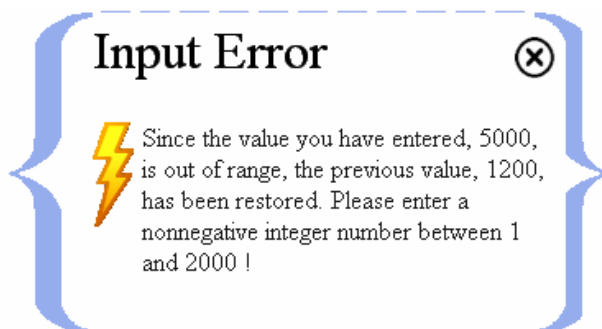 Input Error
Since the value you have entered, 5000,
is out of range, the previous value, 1200,
has been restored. Please enter a
nonnegative integer number between 1
and 2000 !